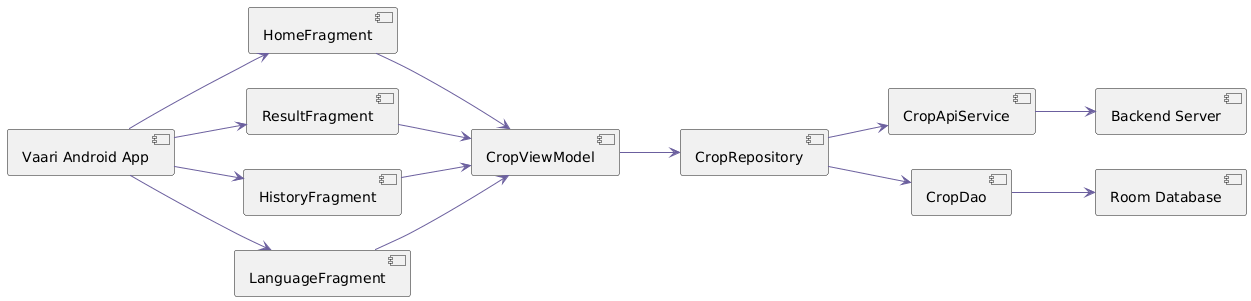 HomeFragment
ResultFragment
CropApiService
Backend Server
Vaari Android App
CropViewModel
CropRepository
HistoryFragment
CropDao
Room Database
LanguageFragment